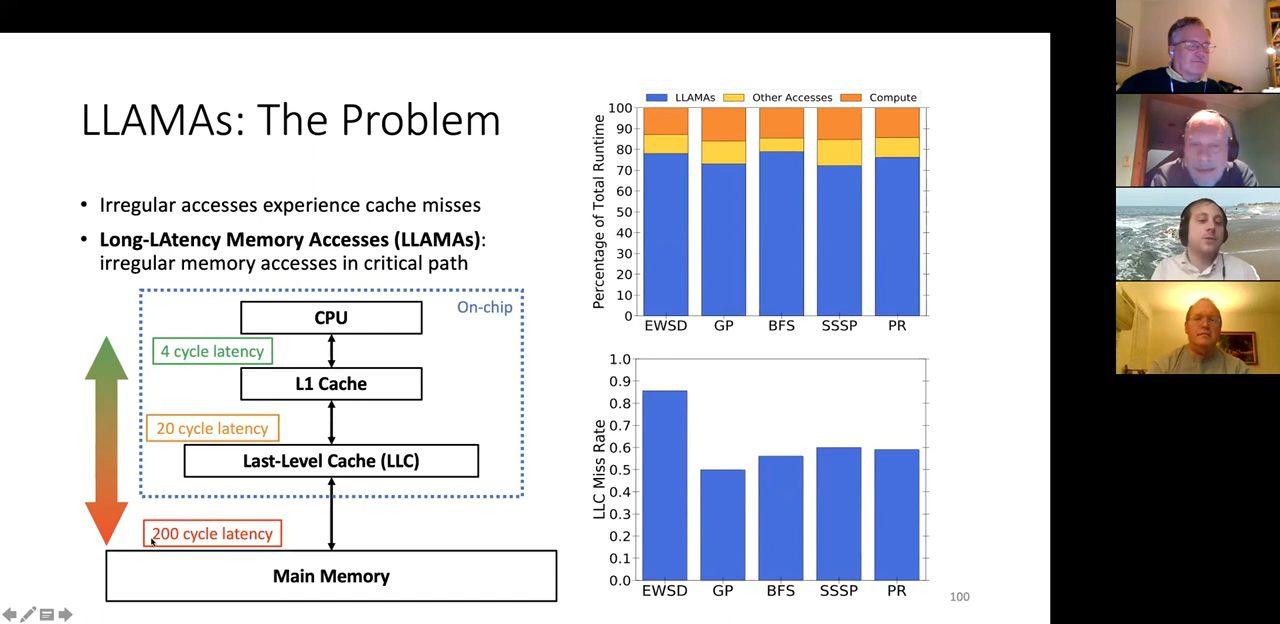 LLAMAs: The Problem
• Irregular accesses experience cache misses
• Long-LAtency Memory Accesses (LLAMAs):
irregular memory accesses in critical path
On-chip
CPU
4 cycle latency
L1 Cache
20 cycle latency
Last-Level Cache (LLC)
200 cycle latency
Main Memory
LLAMAs Other Accesses Compute
Percentage of Total Runtime
100
90
80
70
60
50
40
30
20
10
0
EWSD GP BFS SSSP PR
LLC Miss Rate
1.0
0.9
0.8
0.7
0.6
0.5
0.4
0.3
0.2
0.1
0.0
EWSD GP BFS SSSP PR
100